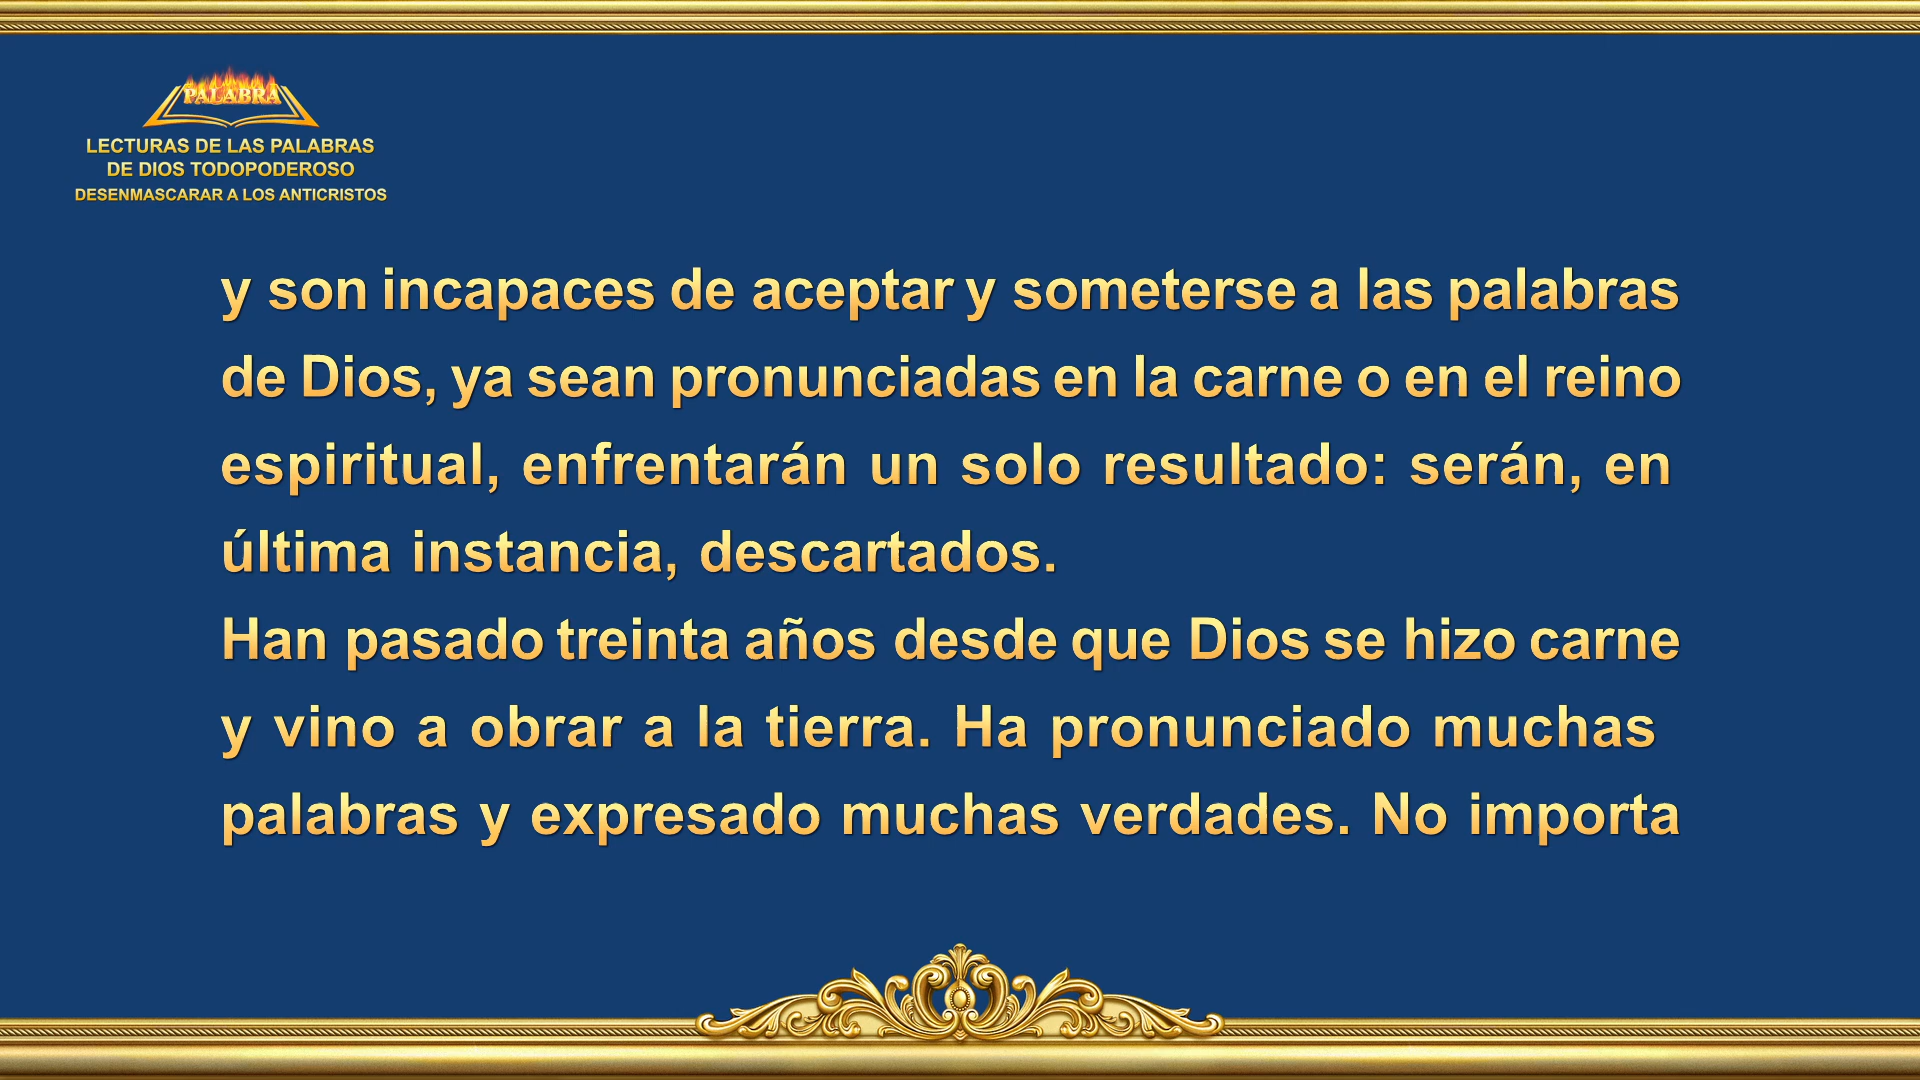 PALABRA
LECTURAS DE LAS PALABRAS
DE DIOS TODOPODEROSO
DESENMASCARAR A LOS ANTICRISTOS
y son incapaces de aceptar y someterse a las palabras
de Dios, ya sean pronunciadas en la carne o en el reino
espiritual, enfrentarán un solo resultado: serán, en
última instancia, descartados.
Han pasado treinta años desde que Dios se hizo carne
y vino a obrar a la tierra. Ha pronunciado muchas
palabras y expresado muchas verdades. No importa